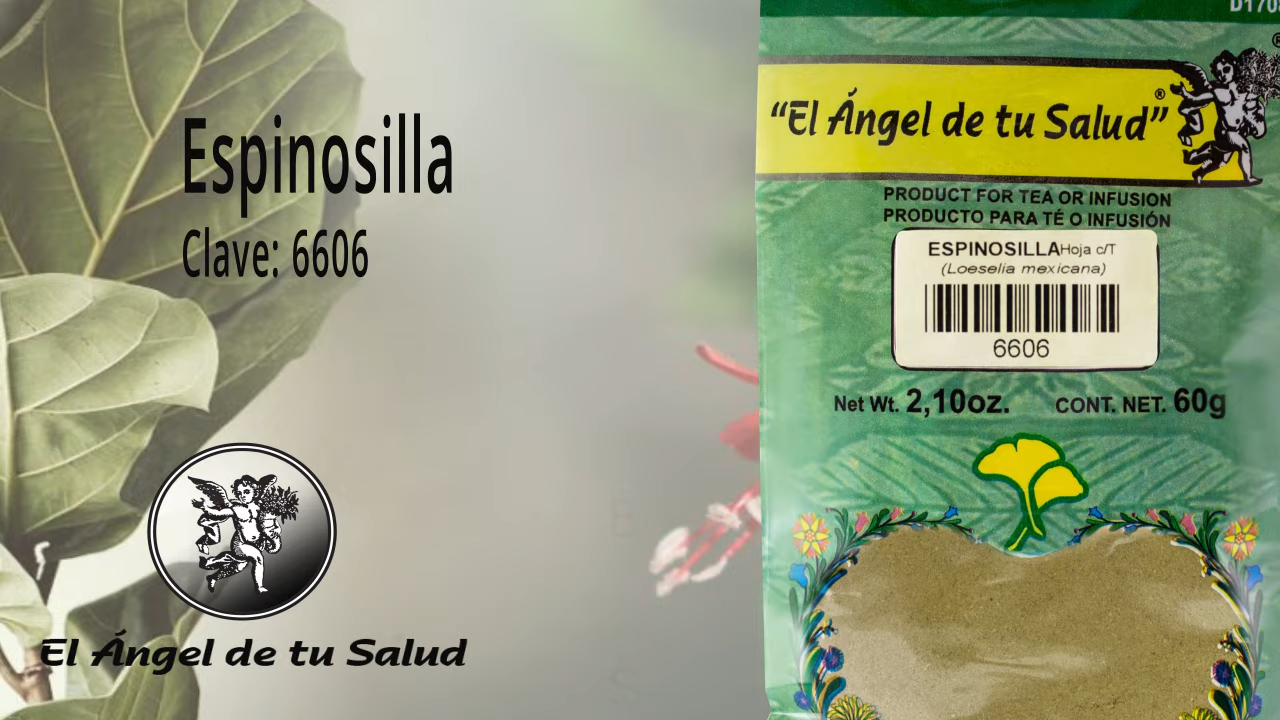 Espinosilla
Clave: 6606
El Ángel de tu Salud
"El Ángel de tu Salud"®
PRODUCT FOR TEA OR INFUSION
PRODUCTO PARA TÉ O INFUSIÓN
ESPINOSILLA Hoja c/T
(Loeselia mexicana)
6606
Net Wt. 2,10oz. CONT. NET. 60g